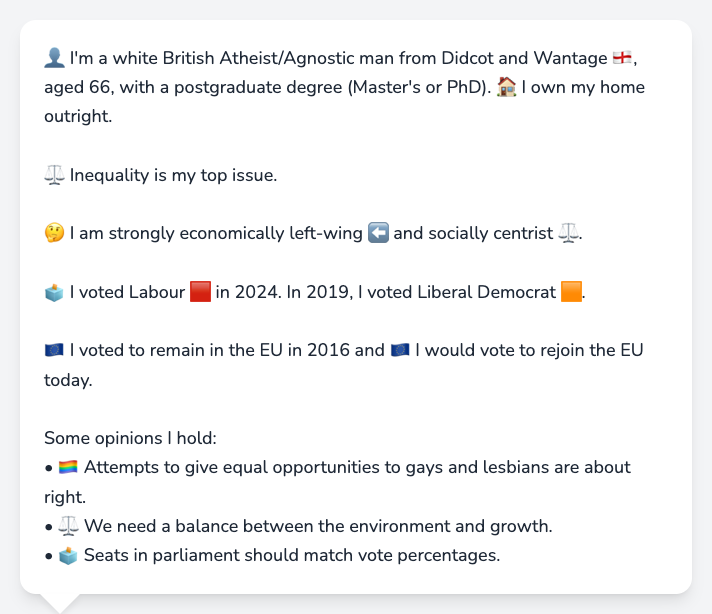 👤 I'm a white British Atheist/Agnostic man from Didcot and Wantage 🏴󠁧󠁢󠁥󠁮󠁧󠁿,
aged 66, with a postgraduate degree (Master's or PhD). 🏠 I own my home
outright.
⚖️ Inequality is my top issue.
🤔 I am strongly economically left-wing ⬅️ and socially centrist ⚖️.
🗳️ I voted Labour 🟥 in 2024. In 2019, I voted Liberal Democrat 🟧.
🇪🇺 I voted to remain in the EU in 2016 and 🇪🇺 I would vote to rejoin the EU
today.
Some opinions I hold:
• 🏳️‍🌈 Attempts to give equal opportunities to gays and lesbians are about
right.
• ⚖️ We need a balance between the environment and growth.
• 🗳️ Seats in parliament should match vote percentages.